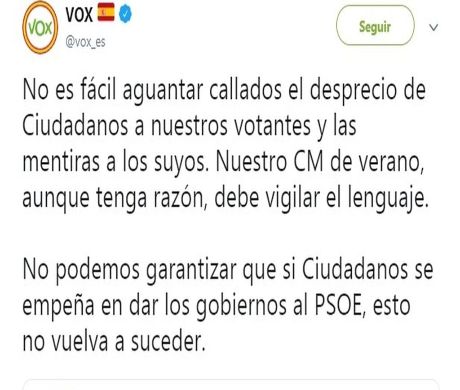 VOX
VOX
@vox_es
Seguir
No es fácil aguantar callados el desprecio de
Ciudadanos a nuestros votantes y las
mentiras a los suyos. Nuestro CM de verano,
aunque tenga razón, debe vigilar el lenguaje.
No podemos garantizar que si Ciudadanos se
empeña en dar los gobiernos al PSOE, esto
no vuelva a suceder.